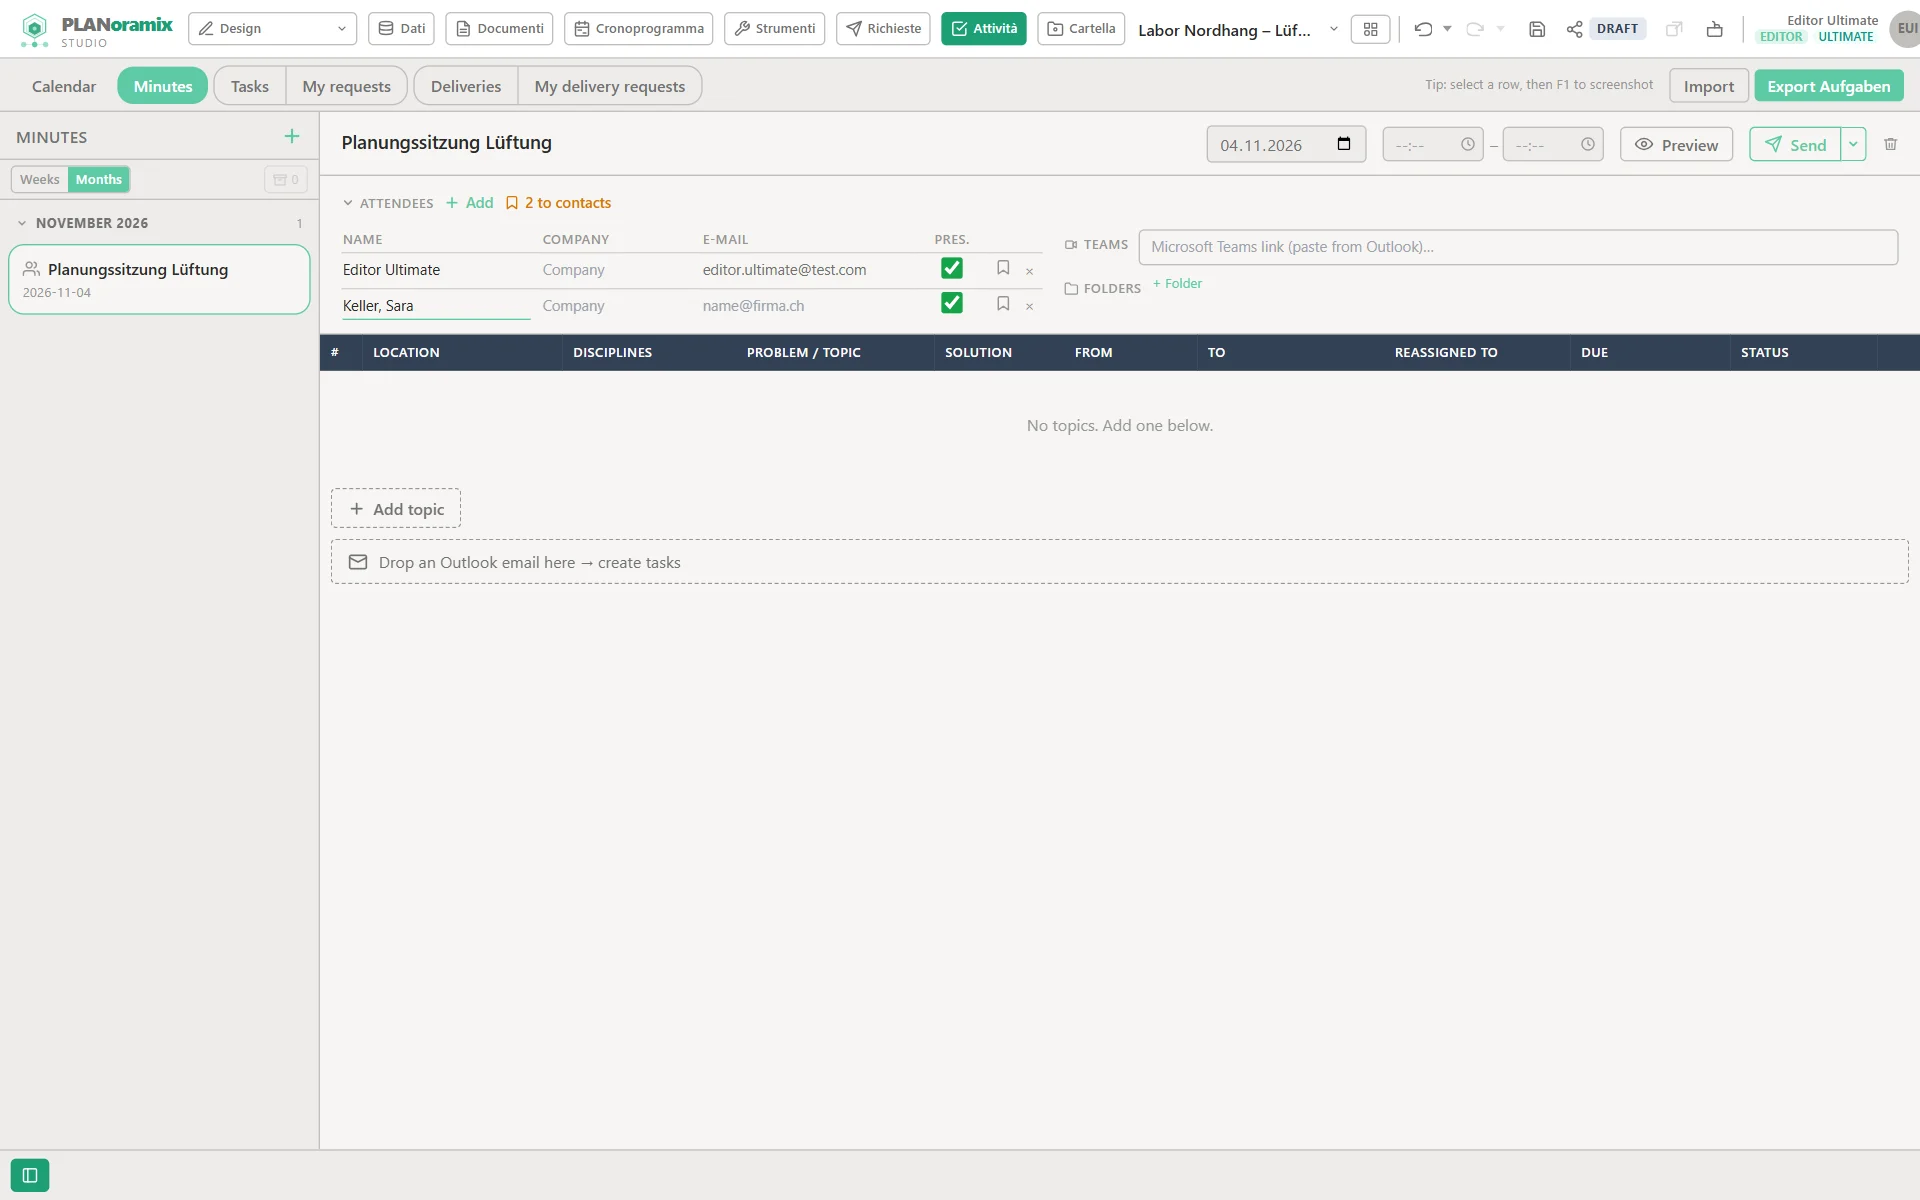 PLANoramix
STUDIO
Design
Dati
Documenti
Cronoprogramma
Strumenti
Richieste
Attività
Cartella
Labor Nordhang – Lüf...
DRAFT
Editor Ultimate
EDITOR ULTIMATE
EUI
Calendar
Minutes
Tasks
My requests
Deliveries
My delivery requests
Tip: select a row, then F1 to screenshot
Import
Export Aufgaben
MINUTES
Weeks
Months
0
NOVEMBER 2026
1
Planungssitzung Lüftung
2026-11-04
Planungssitzung Lüftung
04.11.2026
--:--
–
--:--
Preview
Send
ATTENDEES
+ Add
2 to contacts
NAME COMPANY E-MAIL PRES.
Editor Ultimate Company editor.ultimate@test.com
Keller, Sara Company name@firma.ch
TEAMS
Microsoft Teams link (paste from Outlook)...
FOLDERS
+ Folder
# LOCATION DISCIPLINES PROBLEM / TOPIC SOLUTION FROM TO REASSIGNED TO DUE STATUS
No topics. Add one below.
+ Add topic
Drop an Outlook email here → create tasks